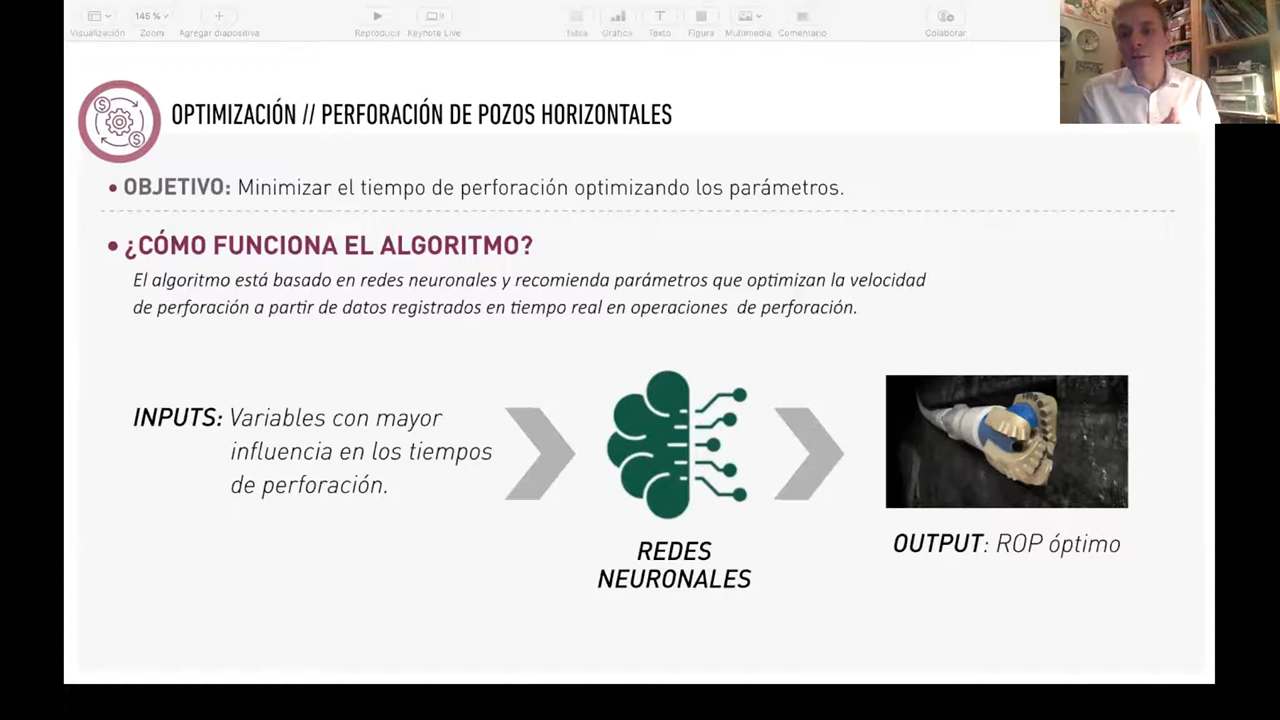 145 %
Visualización Zoom Agregar diapositiva Reproducir Keynote Live Tabla Gráfica Texto Figura Multimedia Comentario Colaborar
OPTIMIZACIÓN // PERFORACIÓN DE POZOS HORIZONTALES
• OBJETIVO: Minimizar el tiempo de perforación optimizando los parámetros.
• ¿CÓMO FUNCIONA EL ALGORITMO?
El algoritmo está basado en redes neuronales y recomienda parámetros que optimizan la velocidad
de perforación a partir de datos registrados en tiempo real en operaciones de perforación.
INPUTS: Variables con mayor
influencia en los tiempos
de perforación.
REDES
NEURONALES
OUTPUT: ROP óptimo